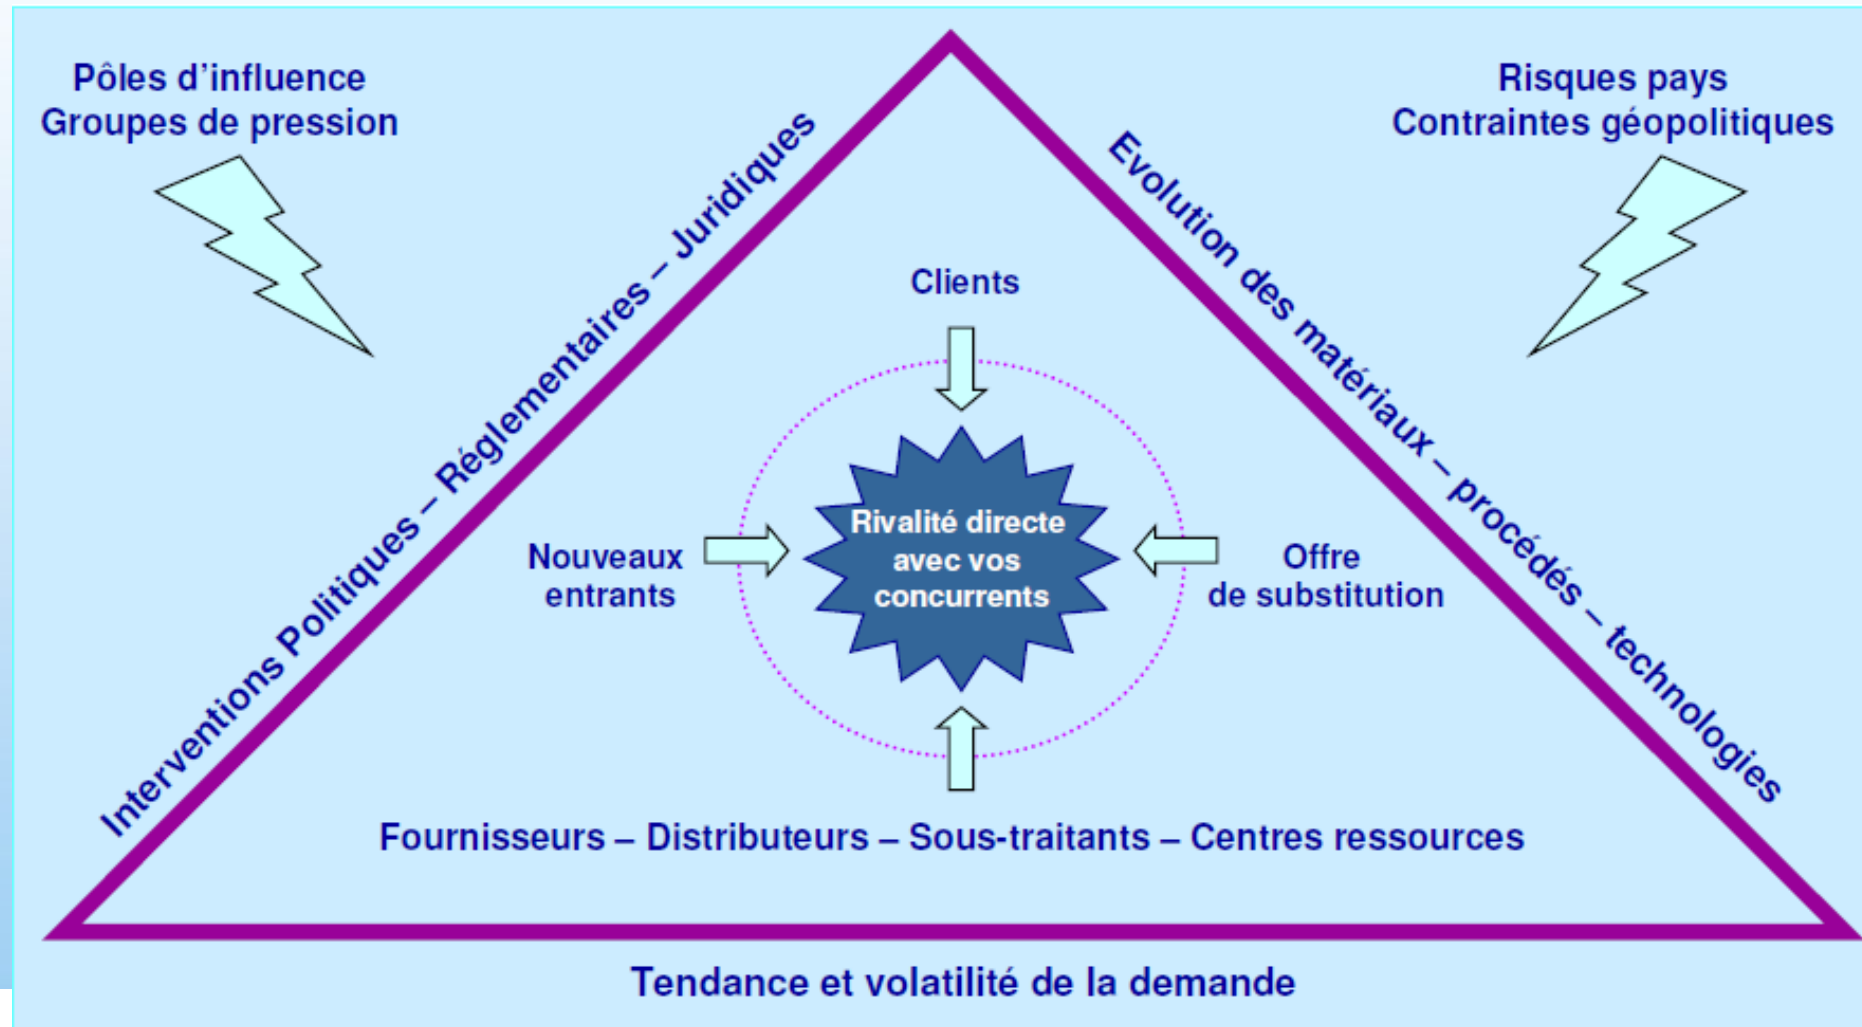 Pôles d’influence
Groupes de pression
Risques pays
Contraintes géopolitiques
Interventions Politiques – Réglementaires – Juridiques
Evolution des matériaux – procédés – technologies
Clients
Nouveaux
entrants
Rivalité directe
avec vos
concurrents
Offre
de substitution
Fournisseurs – Distributeurs – Sous-traitants – Centres ressources
Tendance et volatilité de la demande